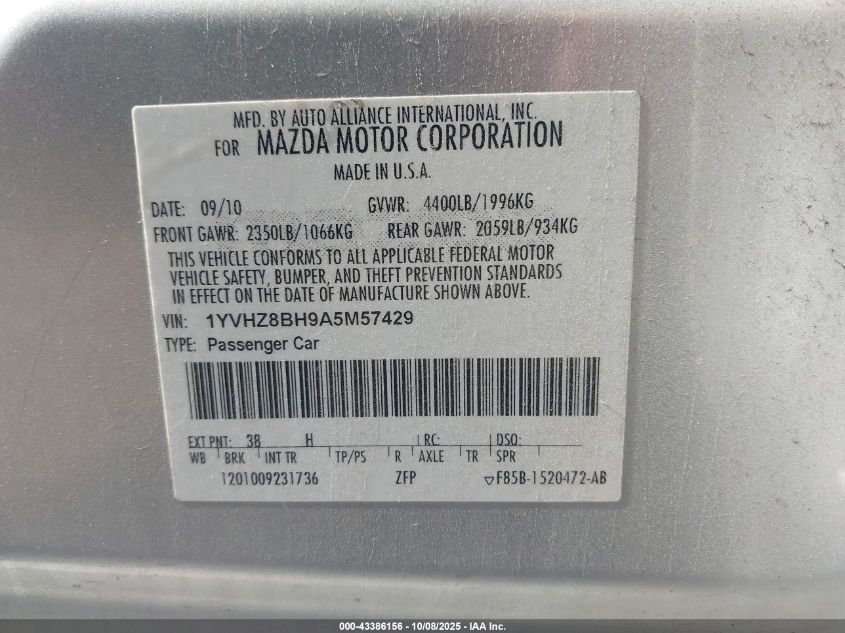 MFD. BY AUTO ALLIANCE INTERNATIONAL, INC.
FOR MAZDA MOTOR CORPORATION
MADE IN U.S.A.
DATE: 09/10 GVWR: 4400LB/1996KG
FRONT GAWR: 2350LB/1066KG REAR GAWR: 2059LB/934KG
THIS VEHICLE CONFORMS TO ALL APPLICABLE FEDERAL MOTOR
VEHICLE SAFETY, BUMPER, AND THEFT PREVENTION STANDARDS
IN EFFECT ON THE DATE OF MANUFACTURE SHOWN ABOVE.
VIN: 1YVHZ8BH9A5M57429
TYPE: Passenger Car
EXT PNT: 38 H RC: DSO:
WB BRK INT TR TP/PS R AXLE TR SPR
1201009231736 ZFP ▽F85B-1520472-AB
000-43386156 - 10/08/2025 - IAA Inc.